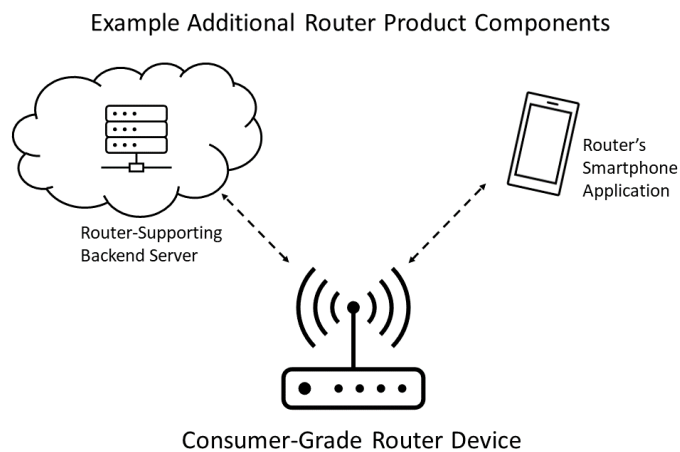 Example Additional Router Product Components
Router's
Smartphone
Application
Router-Supporting
Backend Server
Consumer-Grade Router Device